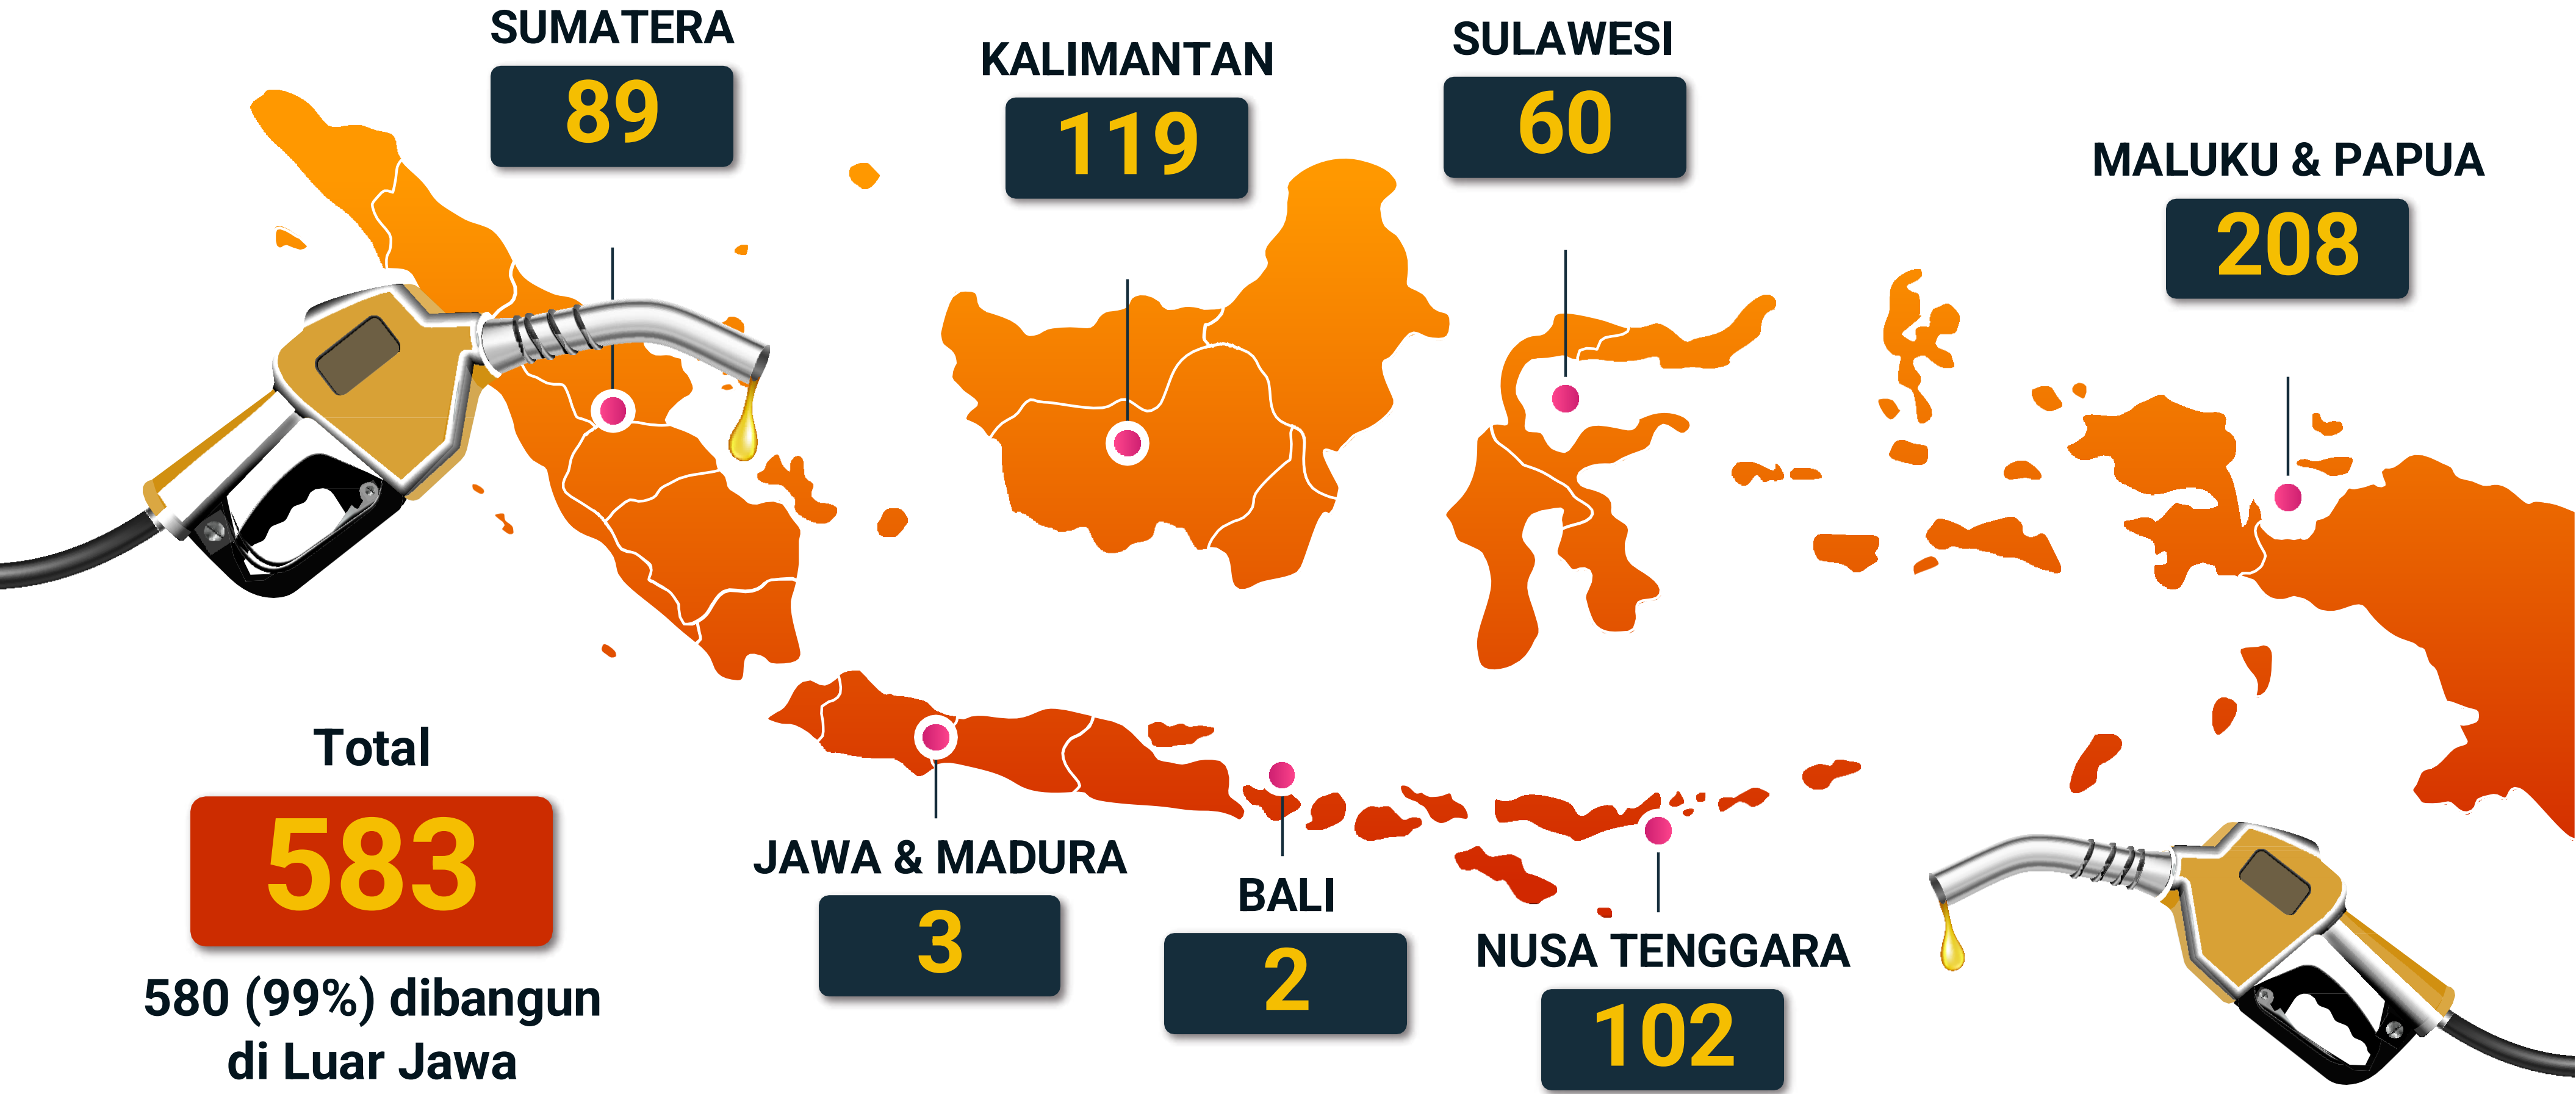 SUMATERA
89
KALIMANTAN
119
SULAWESI
60
MALUKU & PAPUA
208
Total
583
580 (99%) dibangun
di Luar Jawa
JAWA & MADURA
3
BALI
2
NUSA TENGGARA
102